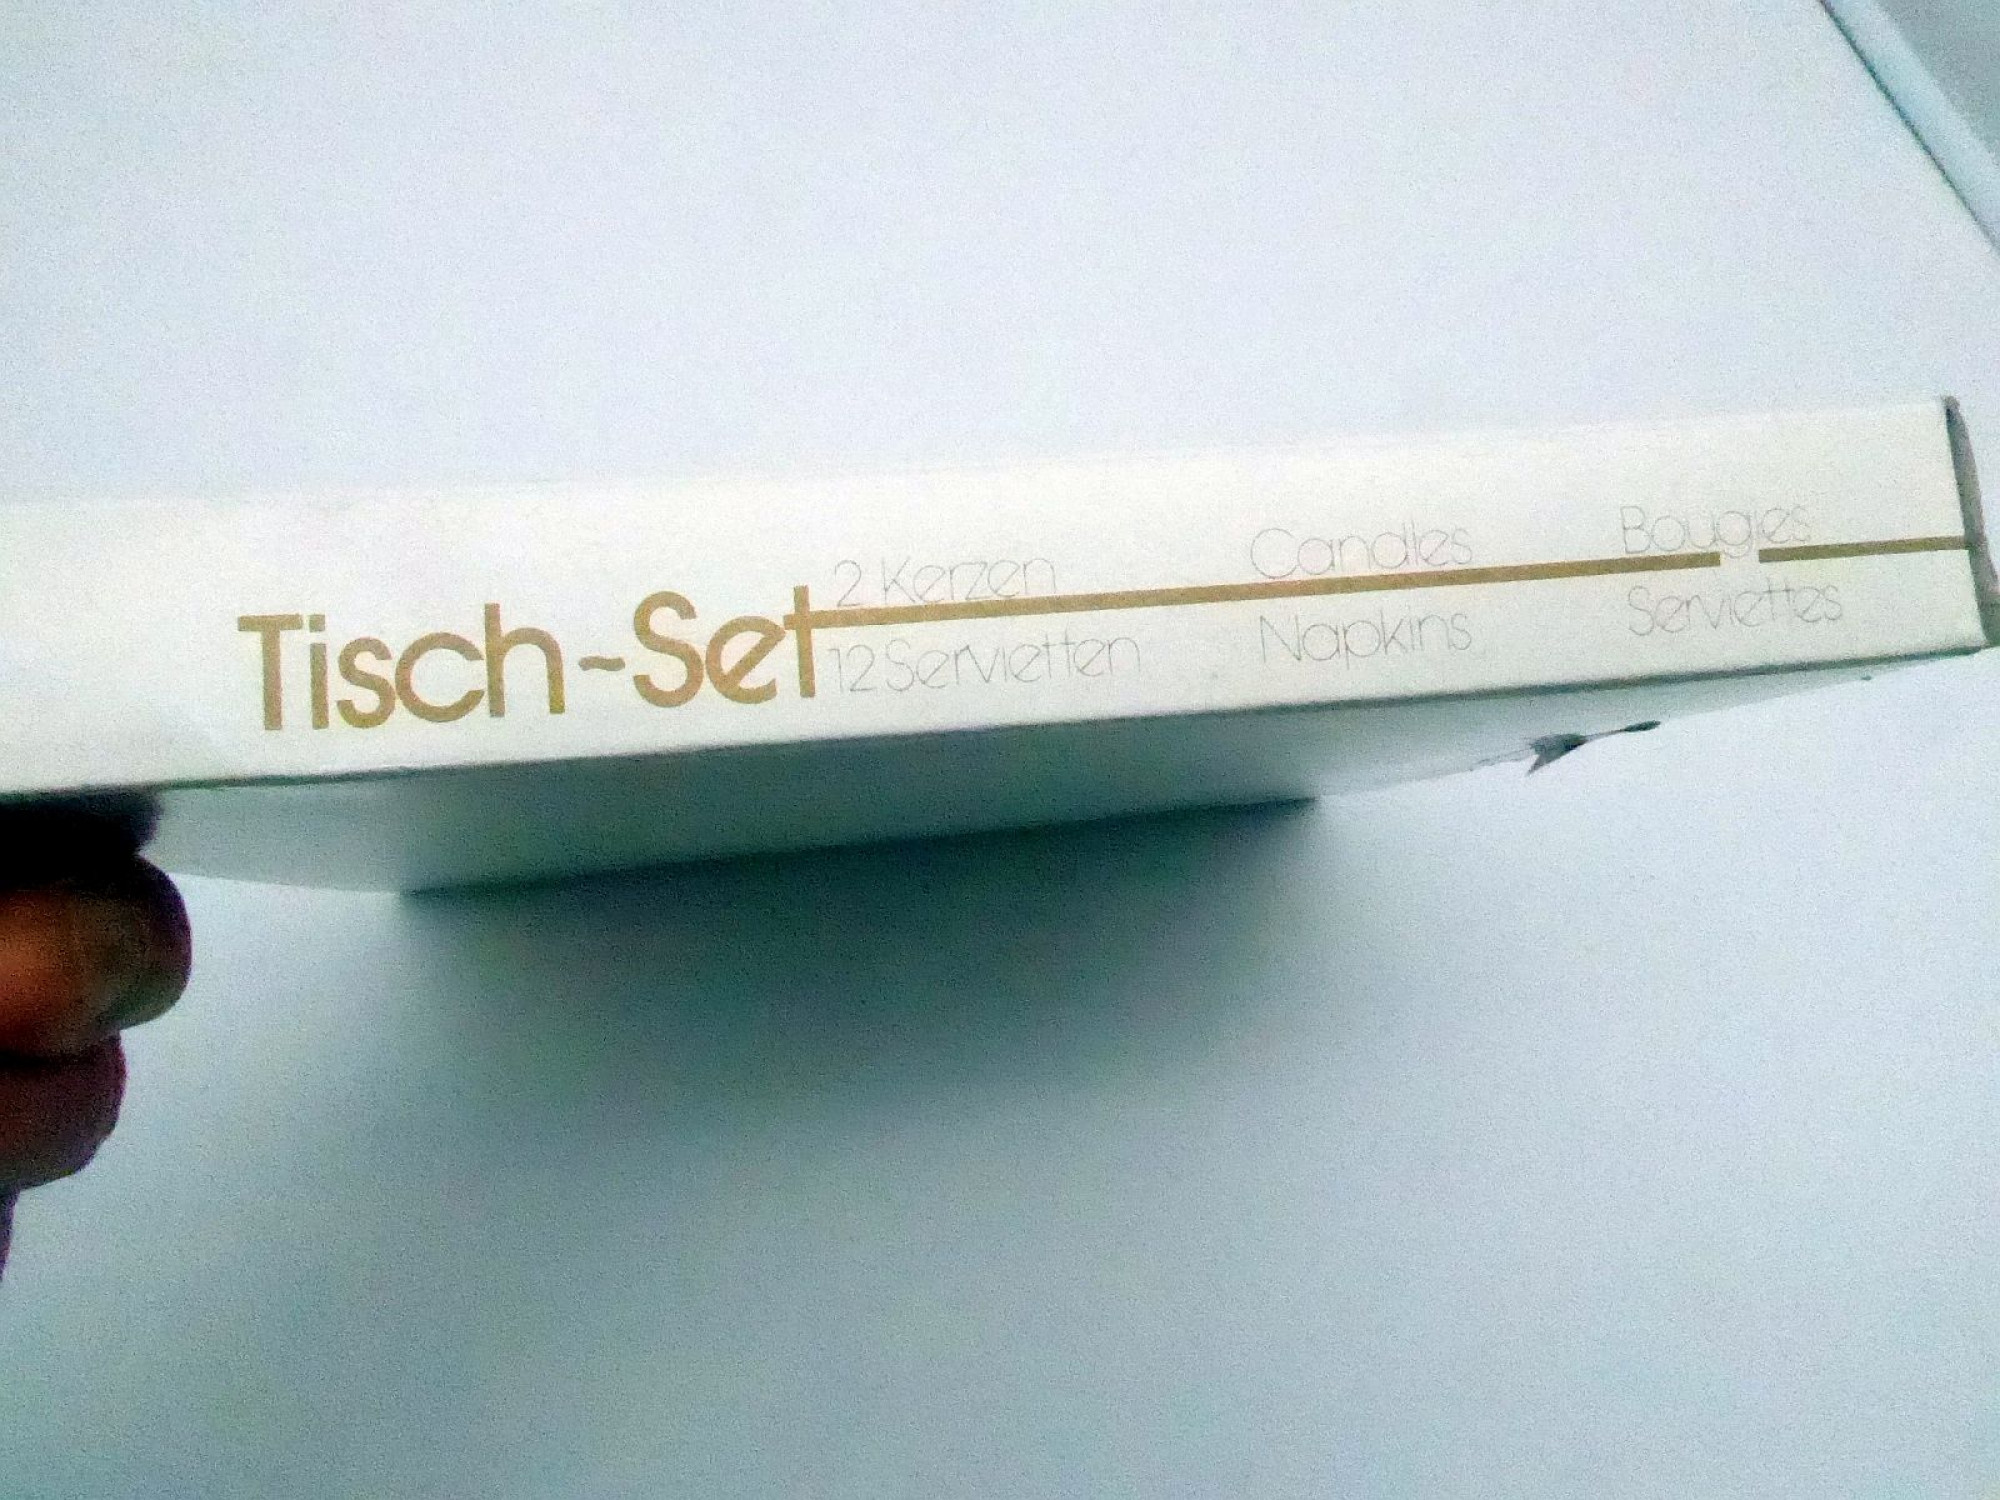 Tisch-Set
2 Kerzen Candles Bougies
12 Servietten Napkins Serviettes